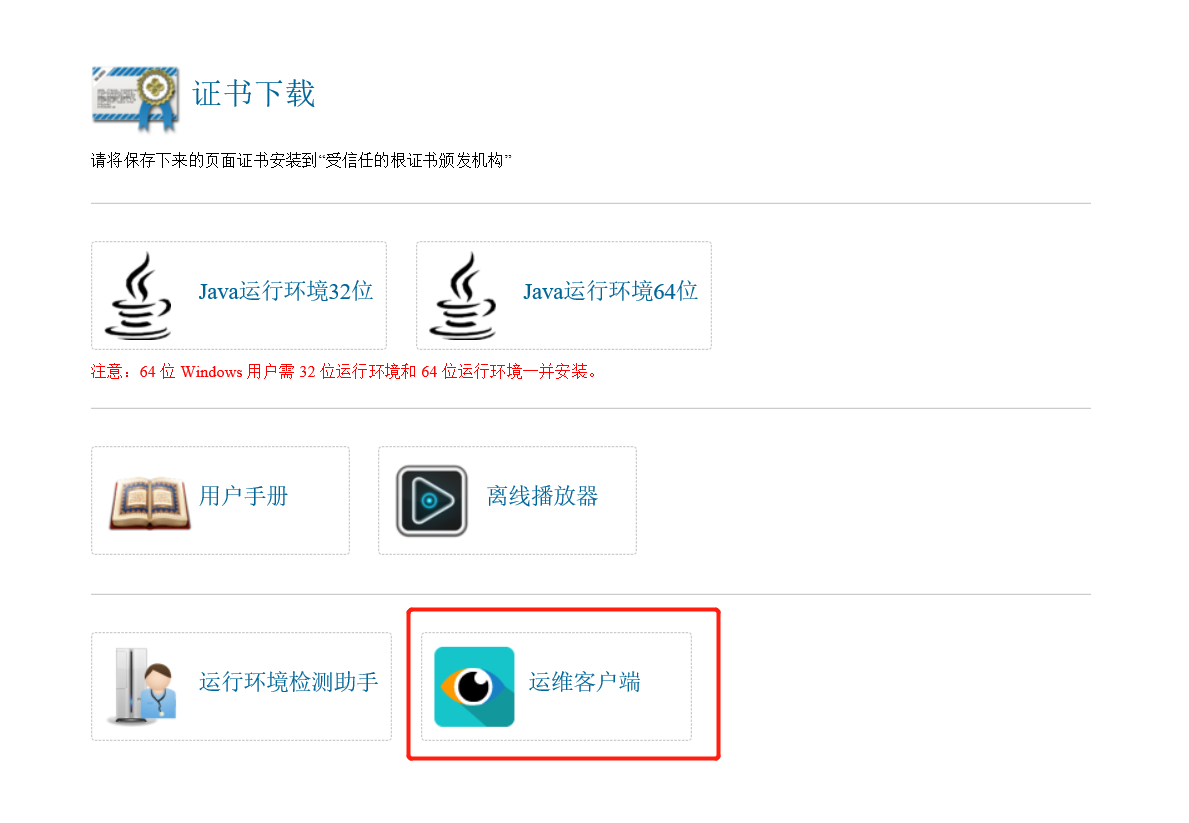 证书下载
请将保存下来的页面证书安装到“受信任的根证书颁发机构”
Java运行环境32位
Java运行环境64位
注意：64 位 Windows 用户需 32 位运行环境和 64 位运行环境一并安装。
用户手册
离线播放器
运行环境检测助手
运维客户端